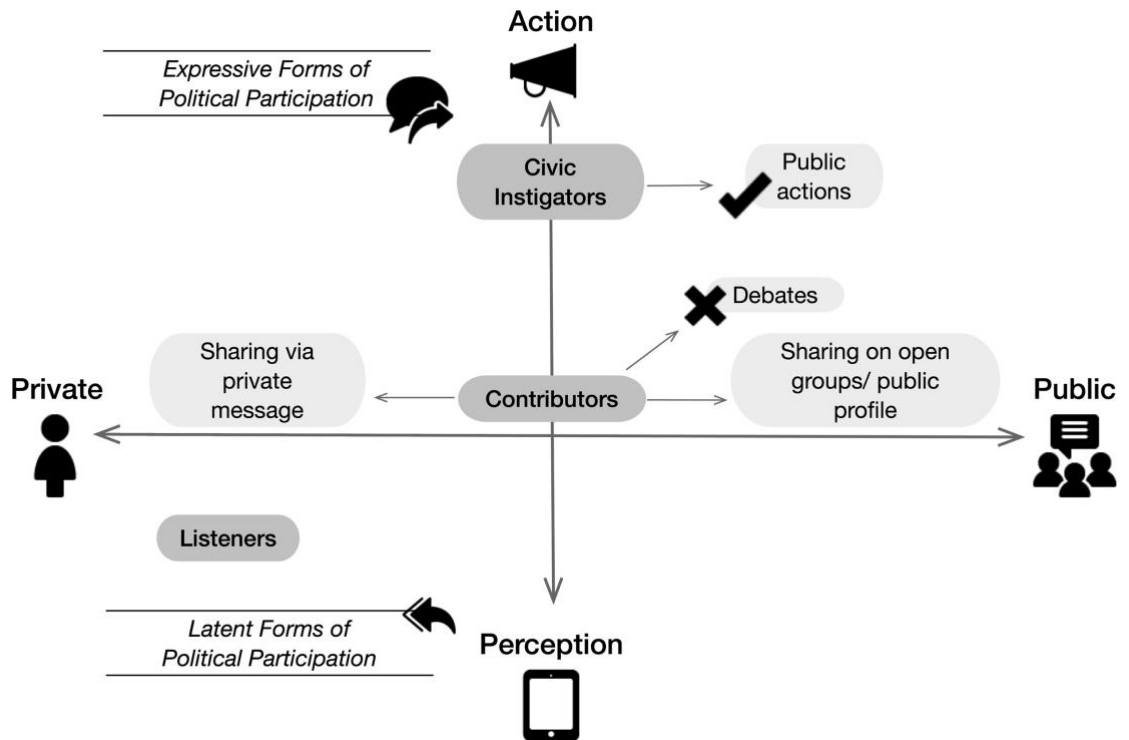 Action
Expressive Forms of
Political Participation
Civic
Instigators
Public
actions
Debates
Sharing via
private
message
Sharing on open
groups/ public
profile
Private
Contributors
Public
Listeners
Latent Forms of
Political Participation
Perception